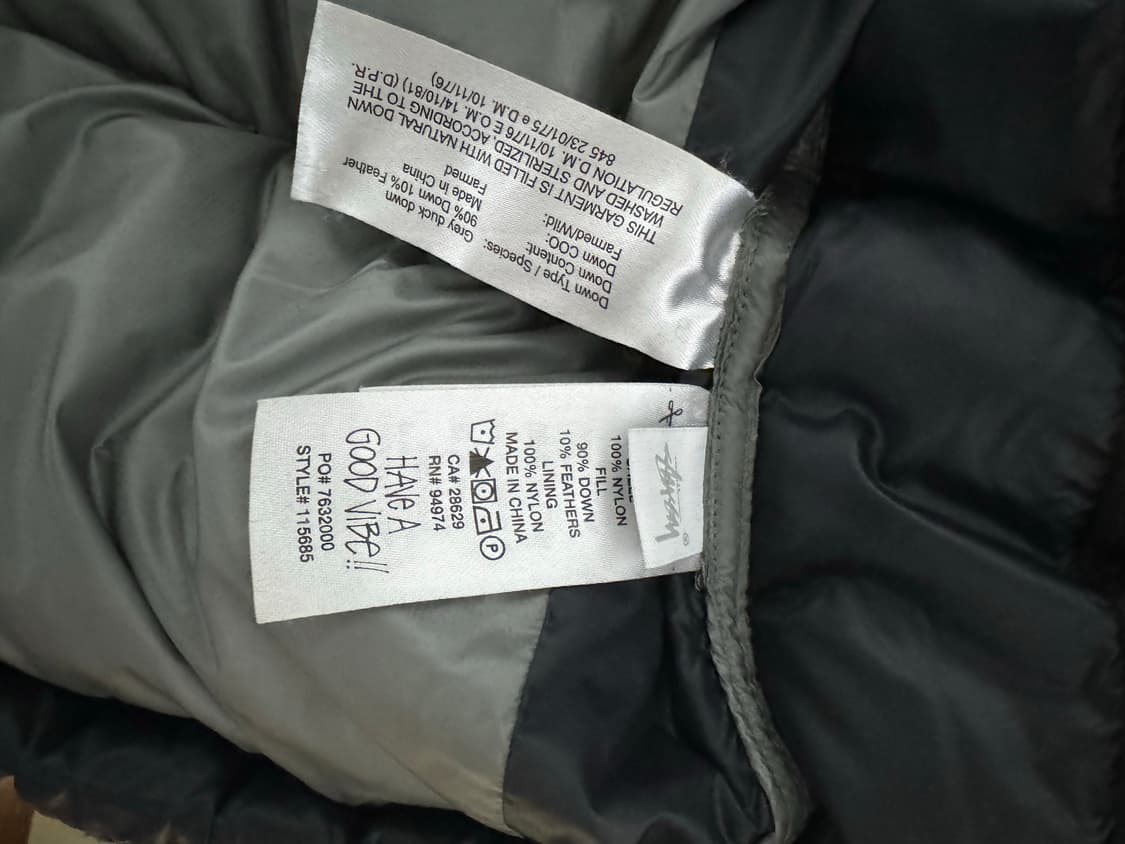 Down Type / Species: Grey duck down
Down Content: 90% Down 10% Feather
Down COO: Made in China
Farmed/Wild: Farmed
THIS GARMENT IS FILLED WITH NATURAL DOWN
WASHED AND STERILIZED, ACCORDING TO THE
REGULATION D.M. 10/11/76 E O.M. 14/10/81) (D.P.R.
845 23/01/75 e D.M. 10/11/76)
Stüssy ®
100% NYLON
FILL
90% DOWN
10% FEATHERS
LINING
100% NYLON
MADE IN CHINA
P
CA# 28629
RN# 94974
HAVE A
GOOD VIBE!!
PO# 7632000
STYLE# 115685